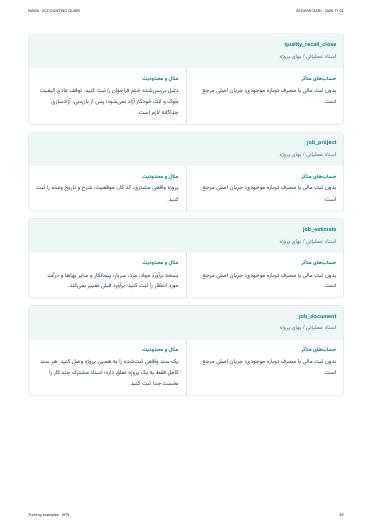 NAWA · ACCOUNTING GUIDE
AFGHAN DARI · 2026.11.02
quality_recall_close
اسناد عملیاتی / بهای پروژه
حساب‌های متأثر
بدون ثبت مالی یا مصرف دوباره موجودی؛ جریان اصلی مرجع
است.
مثال و محدودیت
دلیل بررسی‌شده ختم فراخوان را ثبت کنید. توقف عادی کیفیت
بلوک و لات خودکار آزاد نمی‌شود؛ پس از بازرسی، آزادسازی
جداگانه لازم است.
job_project
اسناد عملیاتی / بهای پروژه
حساب‌های متأثر
بدون ثبت مالی یا مصرف دوباره موجودی؛ جریان اصلی مرجع
است.
مثال و محدودیت
پروژه واقعی مشتری، کد کار، موقعیت، شرح و تاریخ وعده را ثبت
کنید.
job_estimate
اسناد عملیاتی / بهای پروژه
حساب‌های متأثر
بدون ثبت مالی یا مصرف دوباره موجودی؛ جریان اصلی مرجع
است.
مثال و محدودیت
نسخه برآورد مواد، مزد، سربار، پیمانکار و سایر بهاها و درآمد
مورد انتظار را ثبت کنید؛ برآورد قبلی تغییر نمی‌کند.
job_document
اسناد عملیاتی / بهای پروژه
حساب‌های متأثر
بدون ثبت مالی یا مصرف دوباره موجودی؛ جریان اصلی مرجع
است.
مثال و محدودیت
یک سند واقعی ثبت‌شده را به همین پروژه وصل کنید. هر سند
کامل فقط به یک پروژه تعلق دارد؛ اسناد مشترک چند کار را
نخست جدا ثبت کنید.
Training examples · AFN